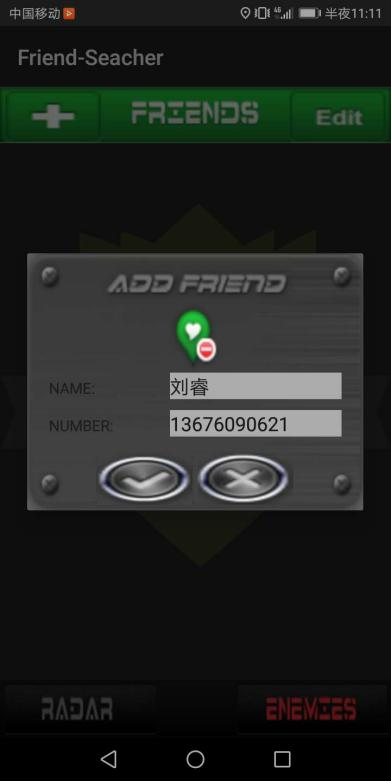 中国移动 4G 半夜11:11
Friend-Seacher
FRIENDS Edit
ADD FRIEND
NAME: 刘睿
NUMBER: 13676090621
RADAR ENEMIES